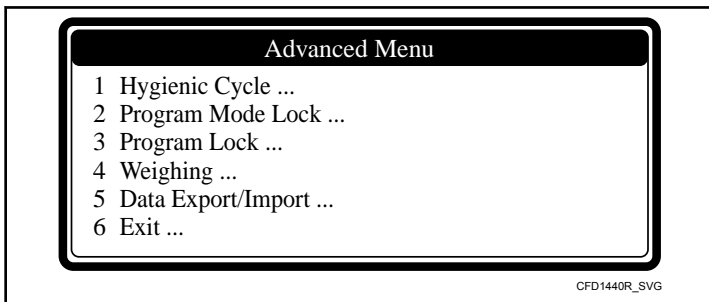 Advanced Menu
1 Hygienic Cycle ...
2 Program Mode Lock ...
3 Program Lock ...
4 Weighing ...
5 Data Export/Import ...
6 Exit ...
CFD1440R_SVG